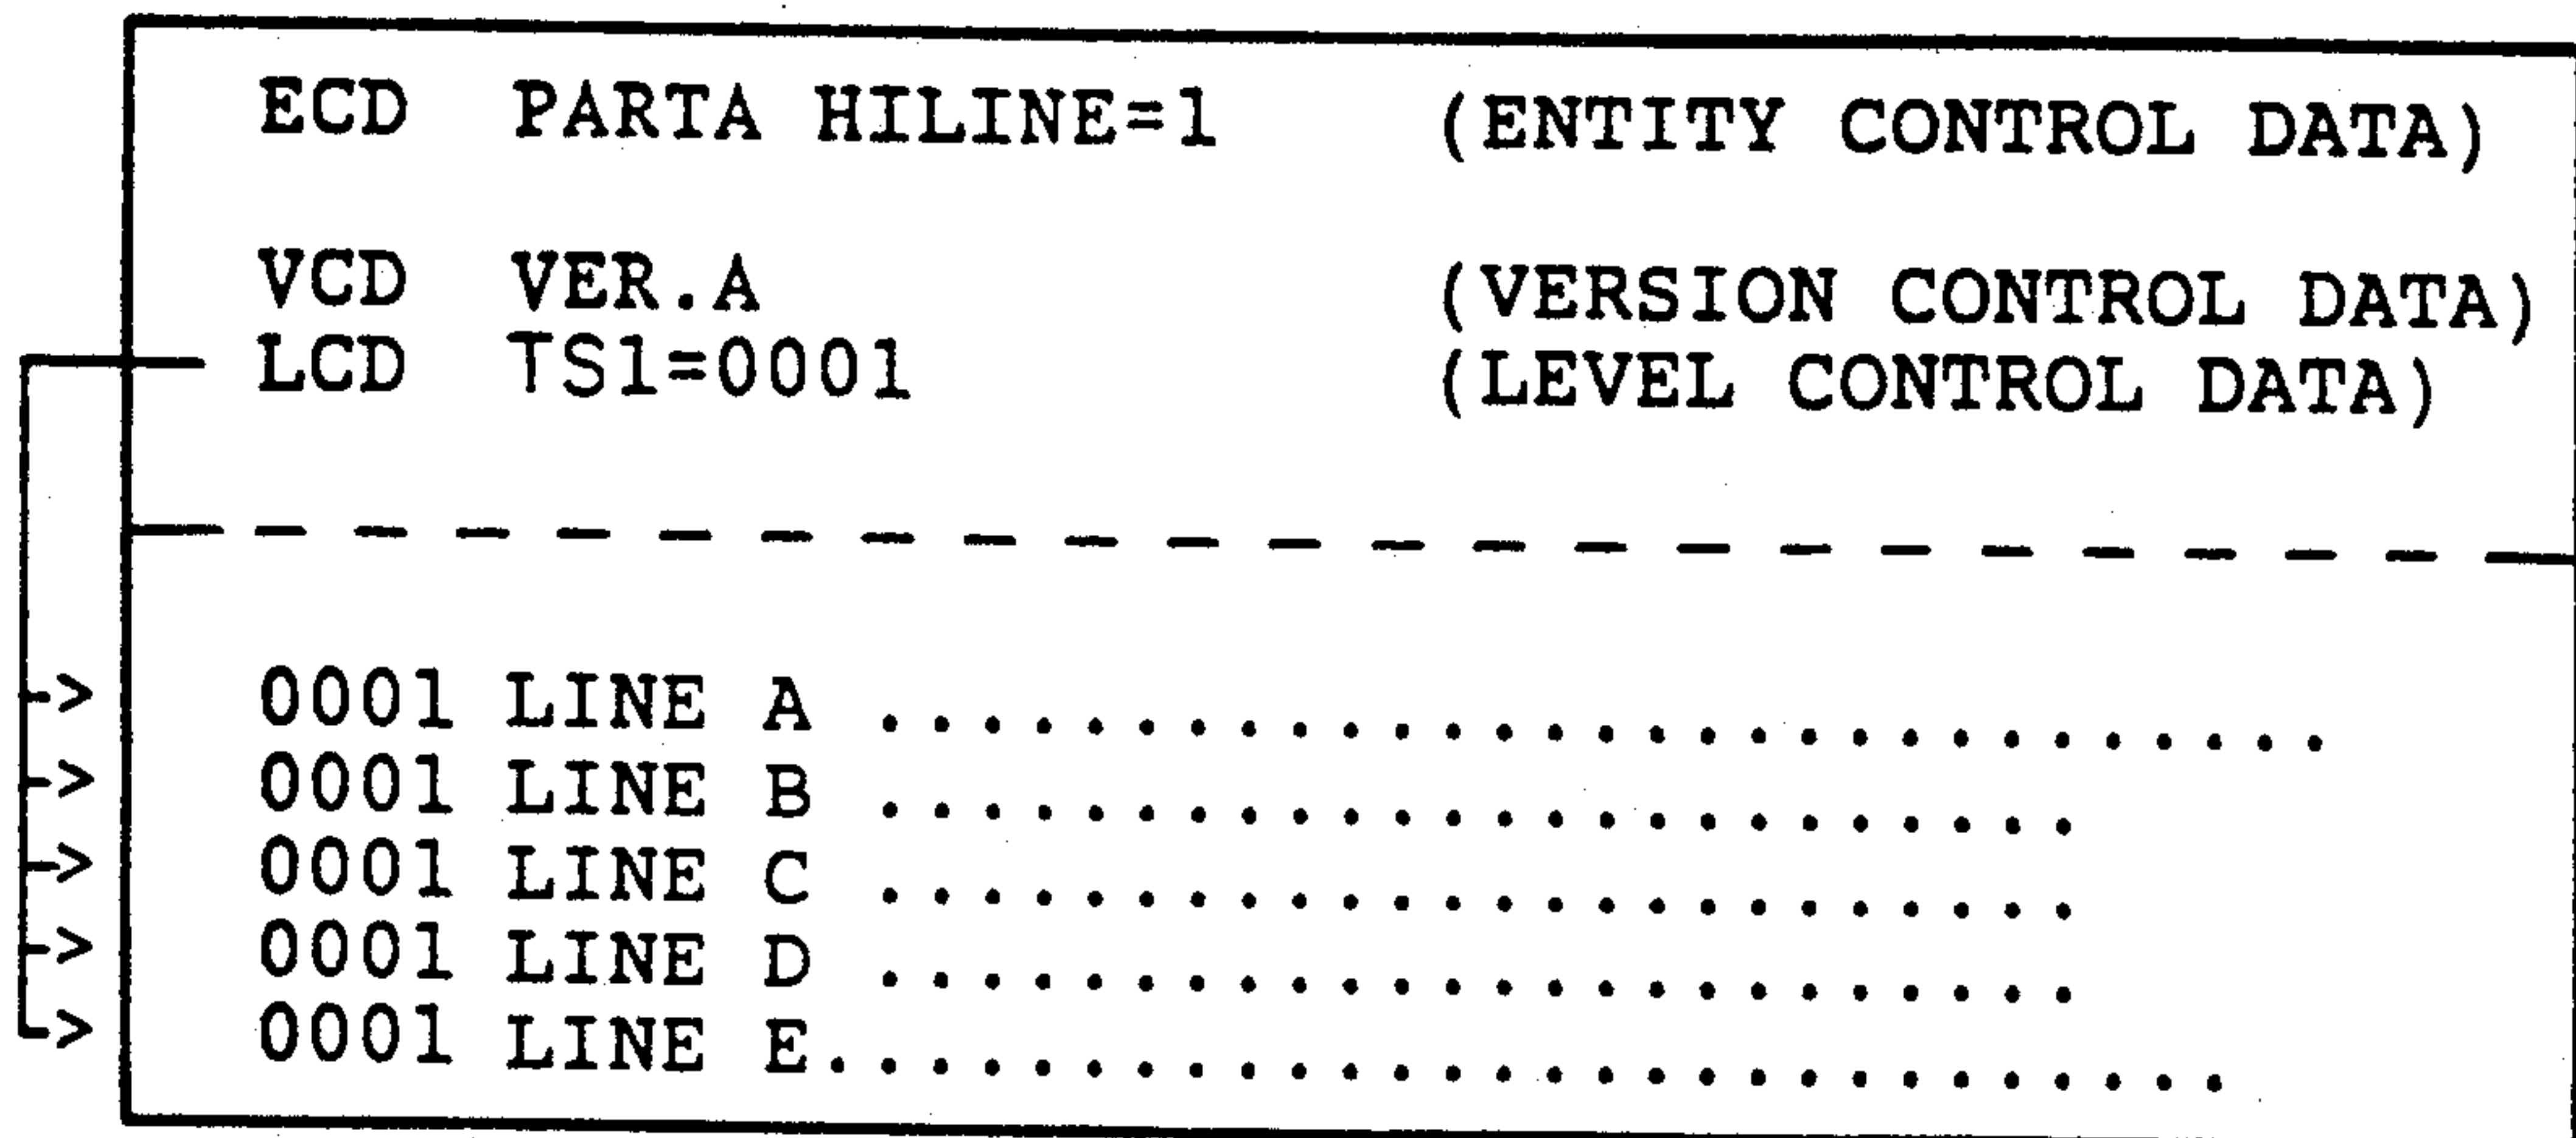 ECD PARTA HILINE=1 (ENTITY CONTROL DATA)
VCD VER.A (VERSION CONTROL DATA)
LCD TS1=0001 (LEVEL CONTROL DATA)
0001 LINE A .............................
0001 LINE B ........................
0001 LINE C ........................
0001 LINE D ........................
0001 LINE E............................